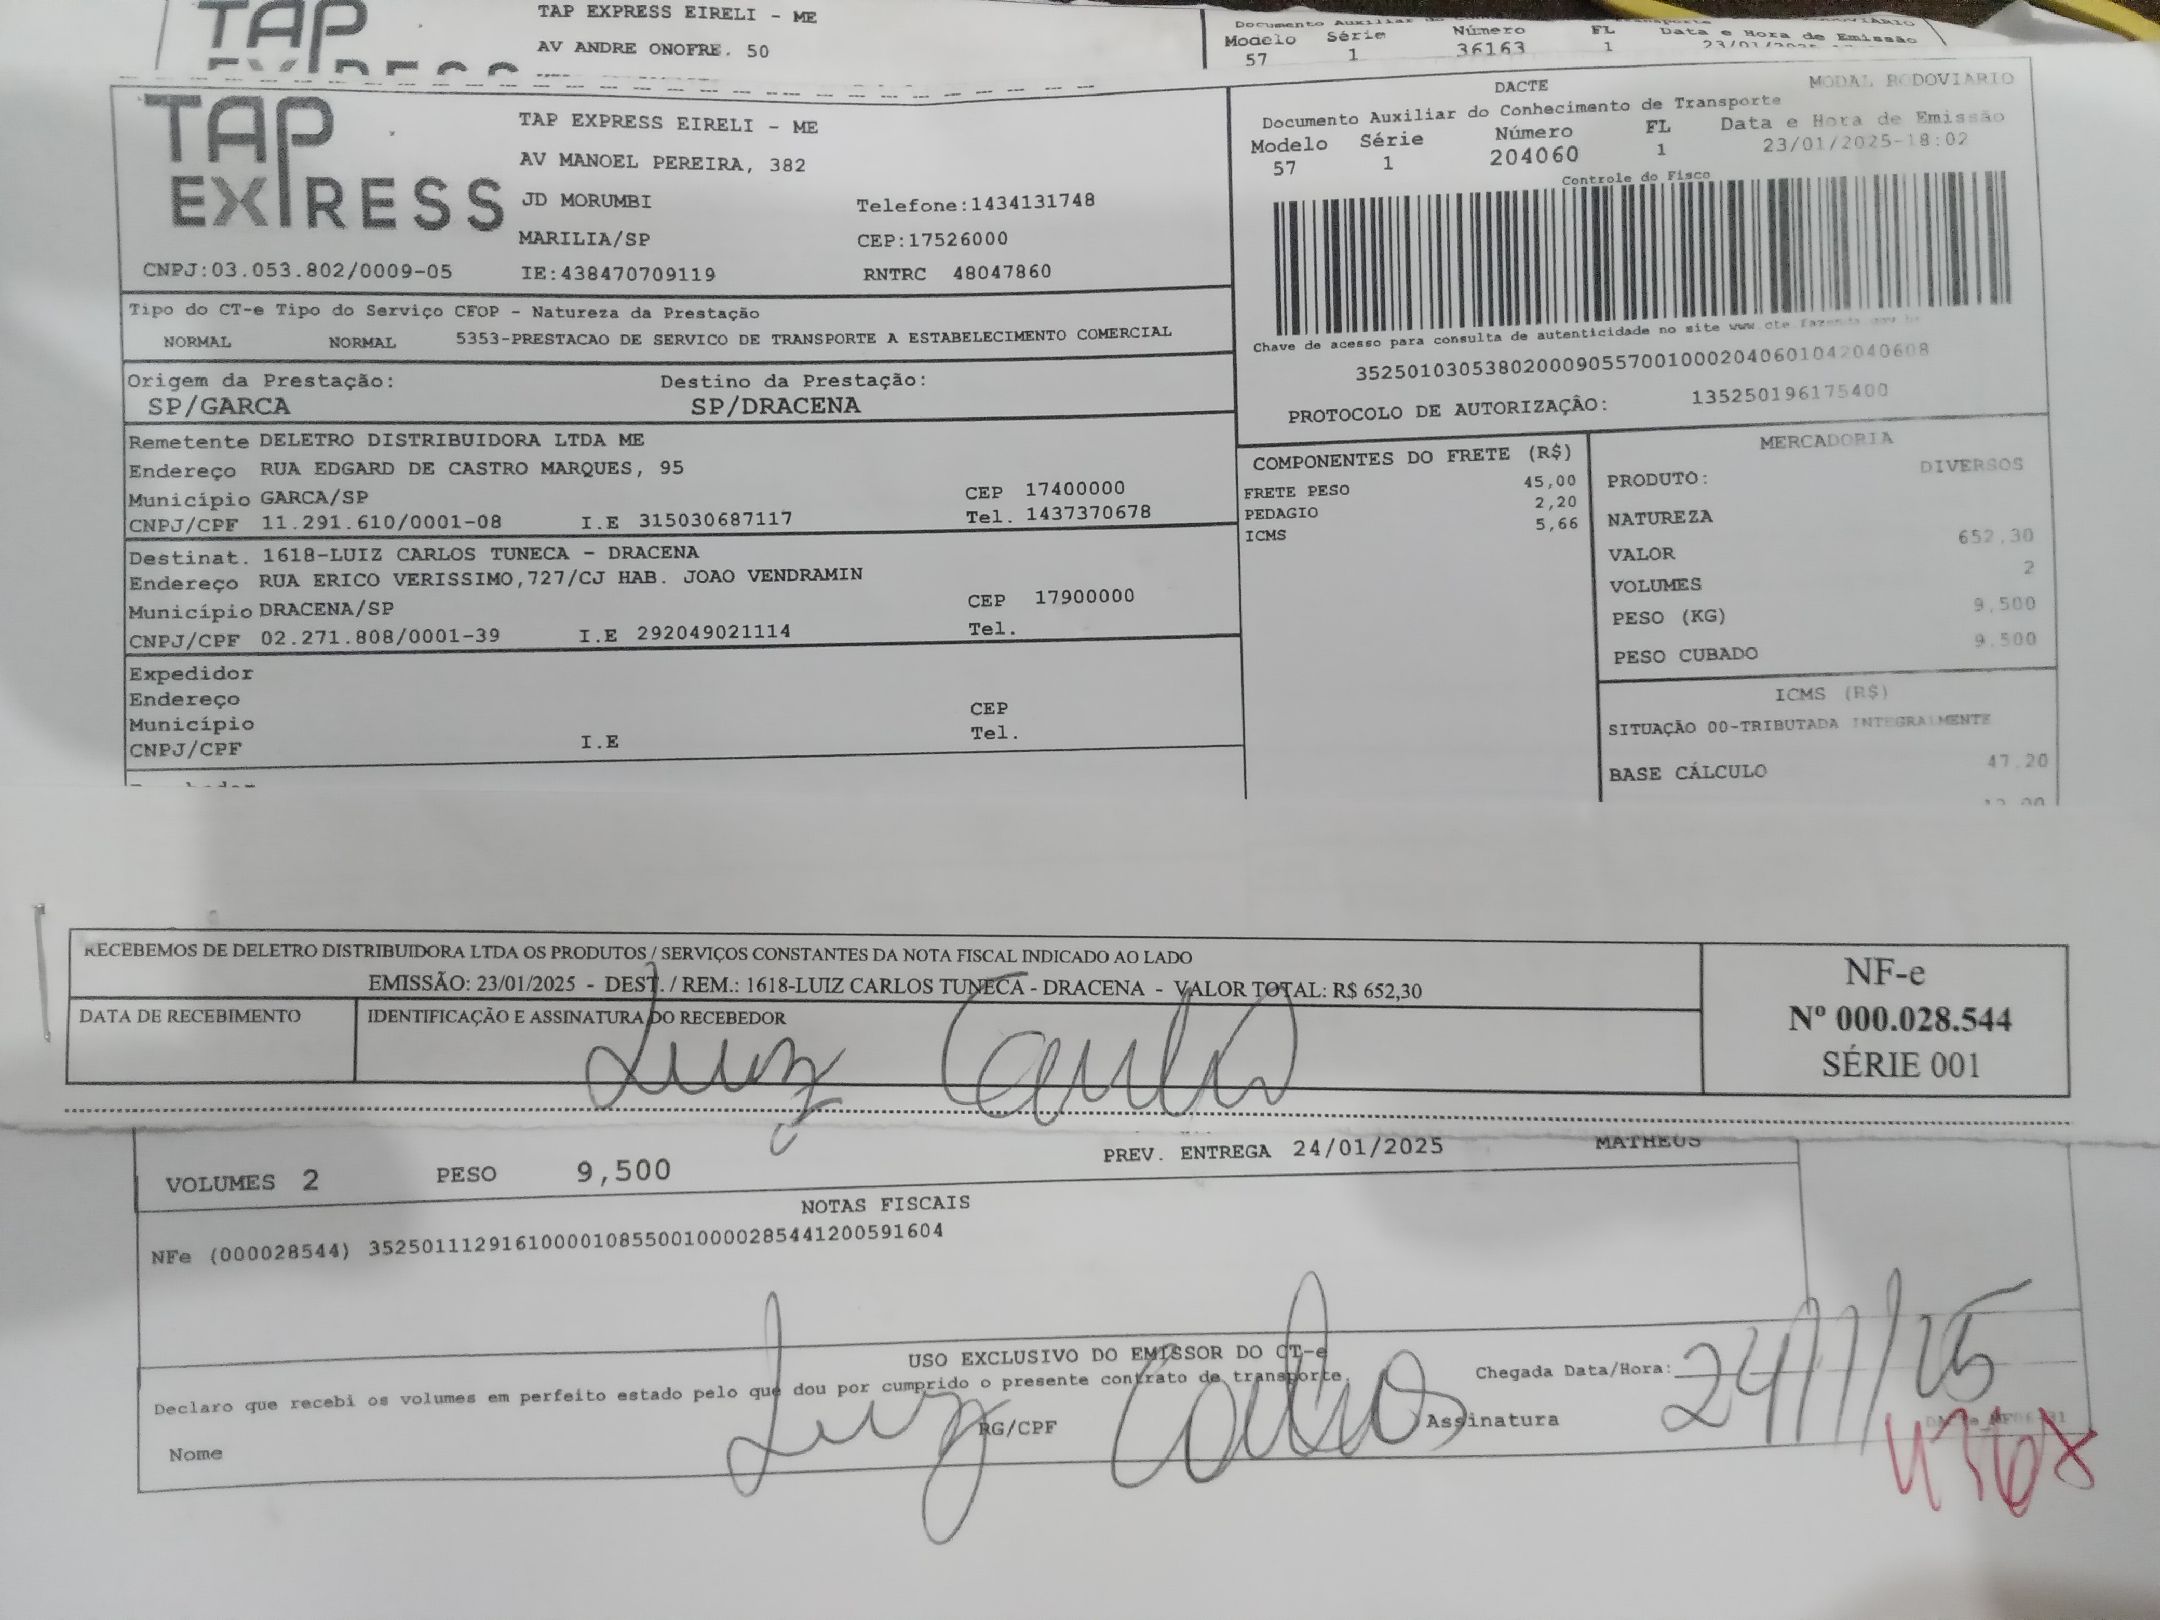 TAP EXPRESS EIRELI - ME
AV ANDRE ONOFRE. 50
Modelo Série Número FL Data e Hora de Emissão
57 1 36163 1
TAP EXPRESS
TAP EXPRESS EIRELI - ME
AV MANOEL PEREIRA, 382
JD MORUMBI Telefone:1434131748
MARILIA/SP CEP:17526000
CNPJ:03.053.802/0009-05 IE:438470709119 RNTRC 48047860
DACTE MODAL RODOVIARIO
Documento Auxiliar do Conhecimento de Transporte
Modelo Série Número FL Data e Hora de Emissão
57 1 204060 1 23/01/2025-18:02
Controle do Fisco
Chave de acesso para consulta de autenticidade no site www.cte.fazenda.gov.br
35250103053802000905570010002040601042040608
PROTOCOLO DE AUTORIZAÇÃO: 135250196175400
Tipo do CT-e Tipo do Serviço CFOP - Natureza da Prestação
NORMAL NORMAL 5353-PRESTACAO DE SERVICO DE TRANSPORTE A ESTABELECIMENTO COMERCIAL
Origem da Prestação: Destino da Prestação:
SP/GARCA SP/DRACENA
Remetente DELETRO DISTRIBUIDORA LTDA ME
Endereço RUA EDGARD DE CASTRO MARQUES, 95
Município GARCA/SP CEP 17400000
CNPJ/CPF 11.291.610/0001-08 I.E 315030687117 Tel. 1437370678
Destinat. 1618-LUIZ CARLOS TUNECA - DRACENA
Endereço RUA ERICO VERISSIMO,727/CJ HAB. JOAO VENDRAMIN
Município DRACENA/SP CEP 17900000
CNPJ/CPF 02.271.808/0001-39 I.E 292049021114 Tel.
Expedidor
Endereço
Município CEP
CNPJ/CPF I.E Tel.
COMPONENTES DO FRETE (R$)
FRETE PESO 45,00
PEDAGIO 2,20
ICMS 5,66
MERCADORIA
PRODUTO: DIVERSOS
NATUREZA
VALOR 652,30
VOLUMES 2
PESO (KG) 9,500
PESO CUBADO 9.500
ICMS (R$)
SITUAÇÃO 00-TRIBUTADA INTEGRALMENTE
BASE CÁLCULO 47,20
RECEBEMOS DE DELETRO DISTRIBUIDORA LTDA OS PRODUTOS / SERVIÇOS CONSTANTES DA NOTA FISCAL INDICADO AO LADO
EMISSÃO: 23/01/2025 - DEST. / REM.: 1618-LUIZ CARLOS TUNECA - DRACENA - VALOR TOTAL: R$ 652,30
DATA DE RECEBIMENTO IDENTIFICAÇÃO E ASSINATURA DO RECEBEDOR
Luiz Carlos
NF-e
Nº 000.028.544
SÉRIE 001
VOLUMES 2 PESO 9,500 PREV. ENTREGA 24/01/2025 MATHEUS
NOTAS FISCAIS
NFe (000028544) 35250111291610000108550010000285441200591604
USO EXCLUSIVO DO EMISSOR DO CT-e
Declaro que recebi os volumes em perfeito estado pelo que dou por cumprido o presente contrato de transporte.
Chegada Data/Hora: 24/1/25
Nome RG/CPF Assinatura
Luiz Carlos